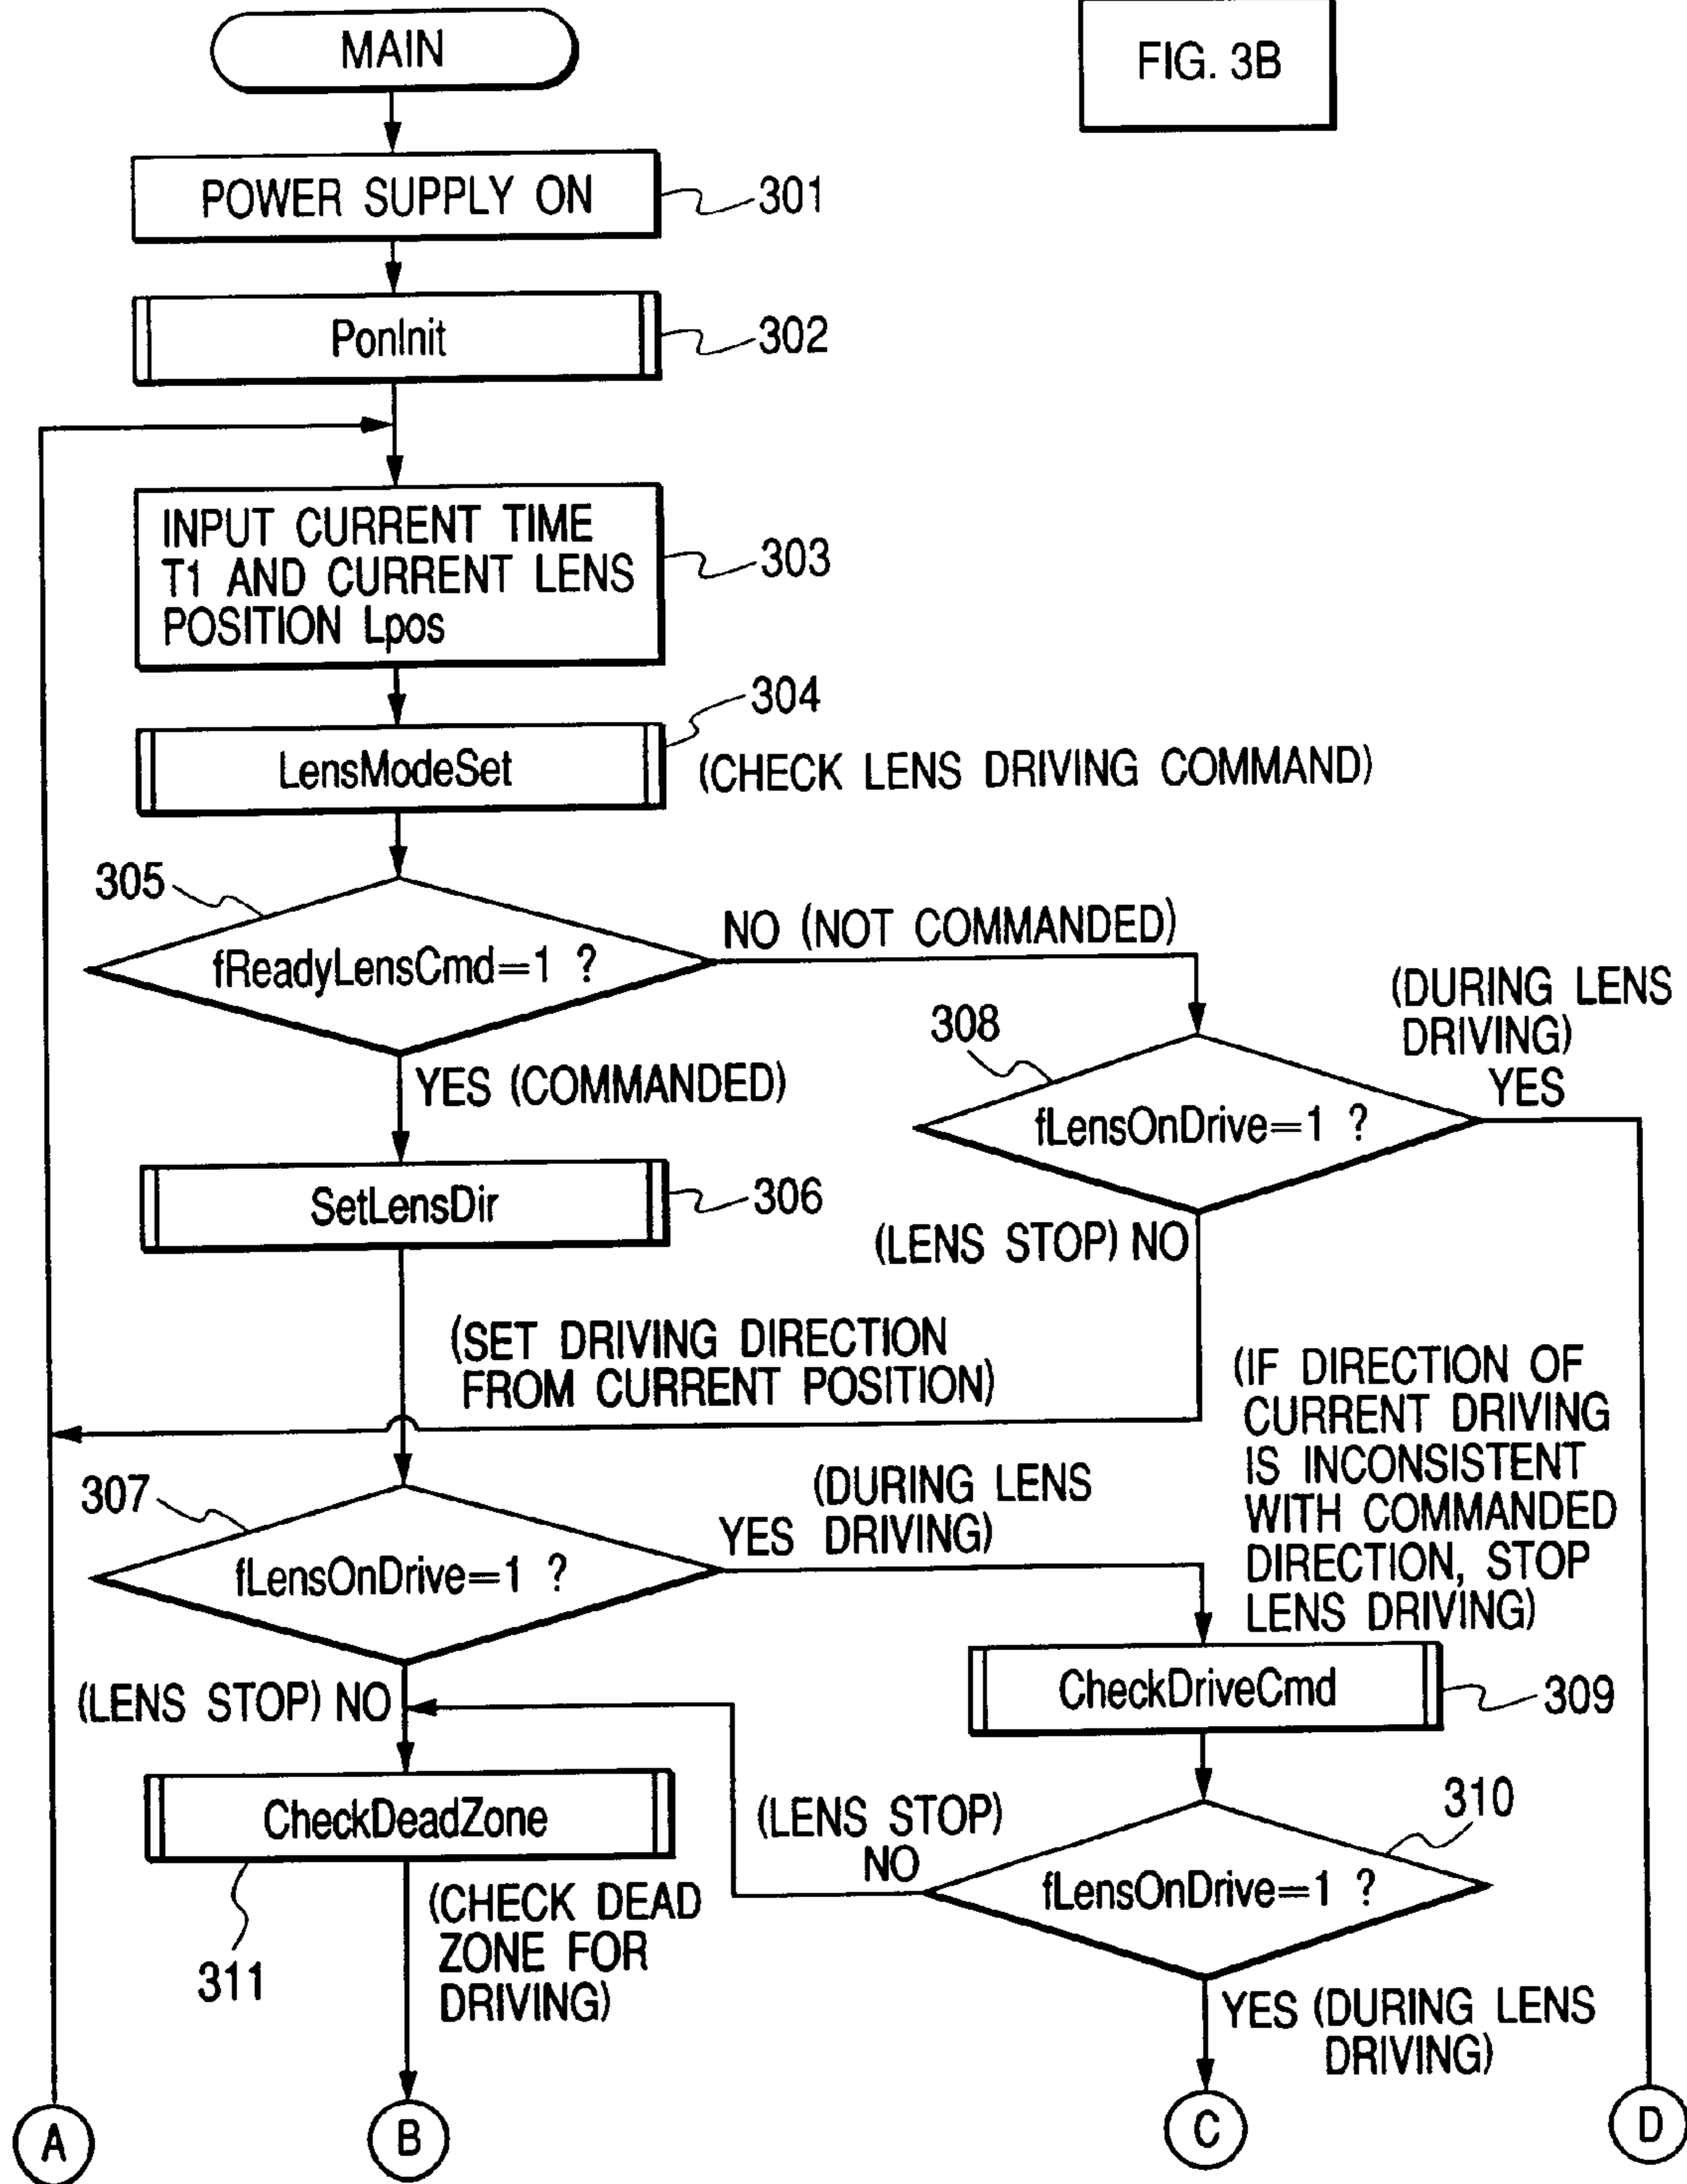 MAIN
FIG. 3B
POWER SUPPLY ON
301
PonInit
302
INPUT CURRENT TIME
T1 AND CURRENT LENS
POSITION Lpos
303
304
LensModeSet
(CHECK LENS DRIVING COMMAND)
305
fReadyLensCmd=1 ?
NO (NOT COMMANDED)
YES (COMMANDED)
308
(DURING LENS
DRIVING)
YES
fLensOnDrive=1 ?
SetLensDir
306
(LENS STOP) NO
(SET DRIVING DIRECTION
FROM CURRENT POSITION)
(IF DIRECTION OF
CURRENT DRIVING
IS INCONSISTENT
WITH COMMANDED
DIRECTION, STOP
LENS DRIVING)
307
fLensOnDrive=1 ?
(DURING LENS
YES DRIVING)
(LENS STOP) NO
CheckDriveCmd
309
CheckDeadZone
311
(CHECK DEAD
ZONE FOR
DRIVING)
(LENS STOP)
NO
310
fLensOnDrive=1 ?
YES (DURING LENS
DRIVING)
A
B
C
D